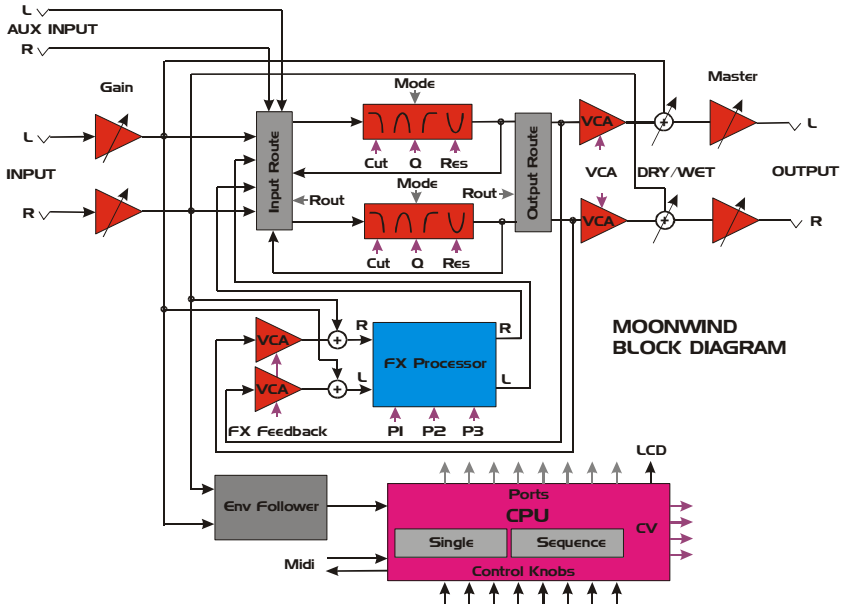 L
AUX INPUT
R
Gain
Mode
Master
L
Input Route
Cut Q Res
Output Route
VCA
L
INPUT
Rout
Mode
Rout
VCA
DRY/WET
OUTPUT
R
Cut Q Res
VCA
R
VCA
R
FX Processor
R
MOONWIND
BLOCK DIAGRAM
VCA
L
L
FX Feedback
P1 P2 P3
LCD
Env Follower
Ports
CPU
CV
Single
Sequence
Midi
Control Knobs